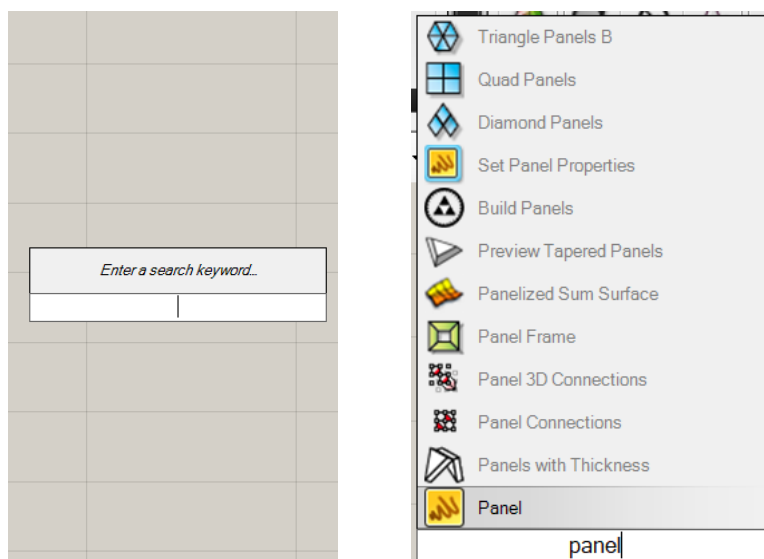 Enter a search keyword...
Triangle Panels B
Quad Panels
Diamond Panels
Set Panel Properties
Build Panels
Preview Tapered Panels
Panelized Sum Surface
Panel Frame
Panel 3D Connections
Panel Connections
Panels with Thickness
Panel
panel